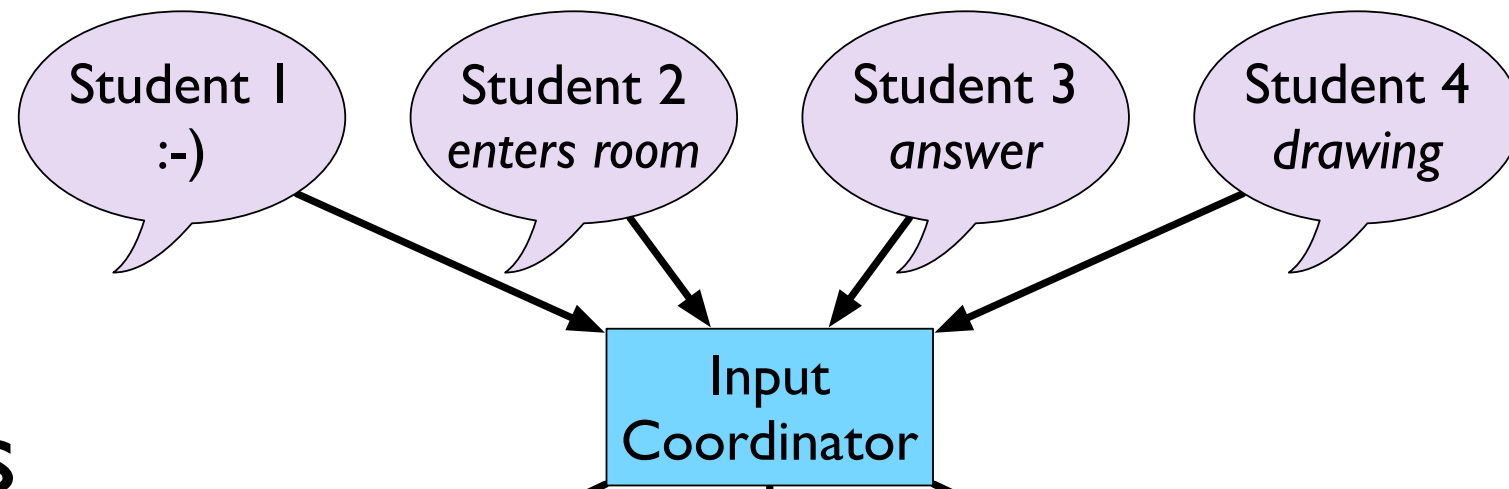 Student 1
:-)
Student 2
enters room
Student 3
answer
Student 4
drawing
Input
Coordinator
s